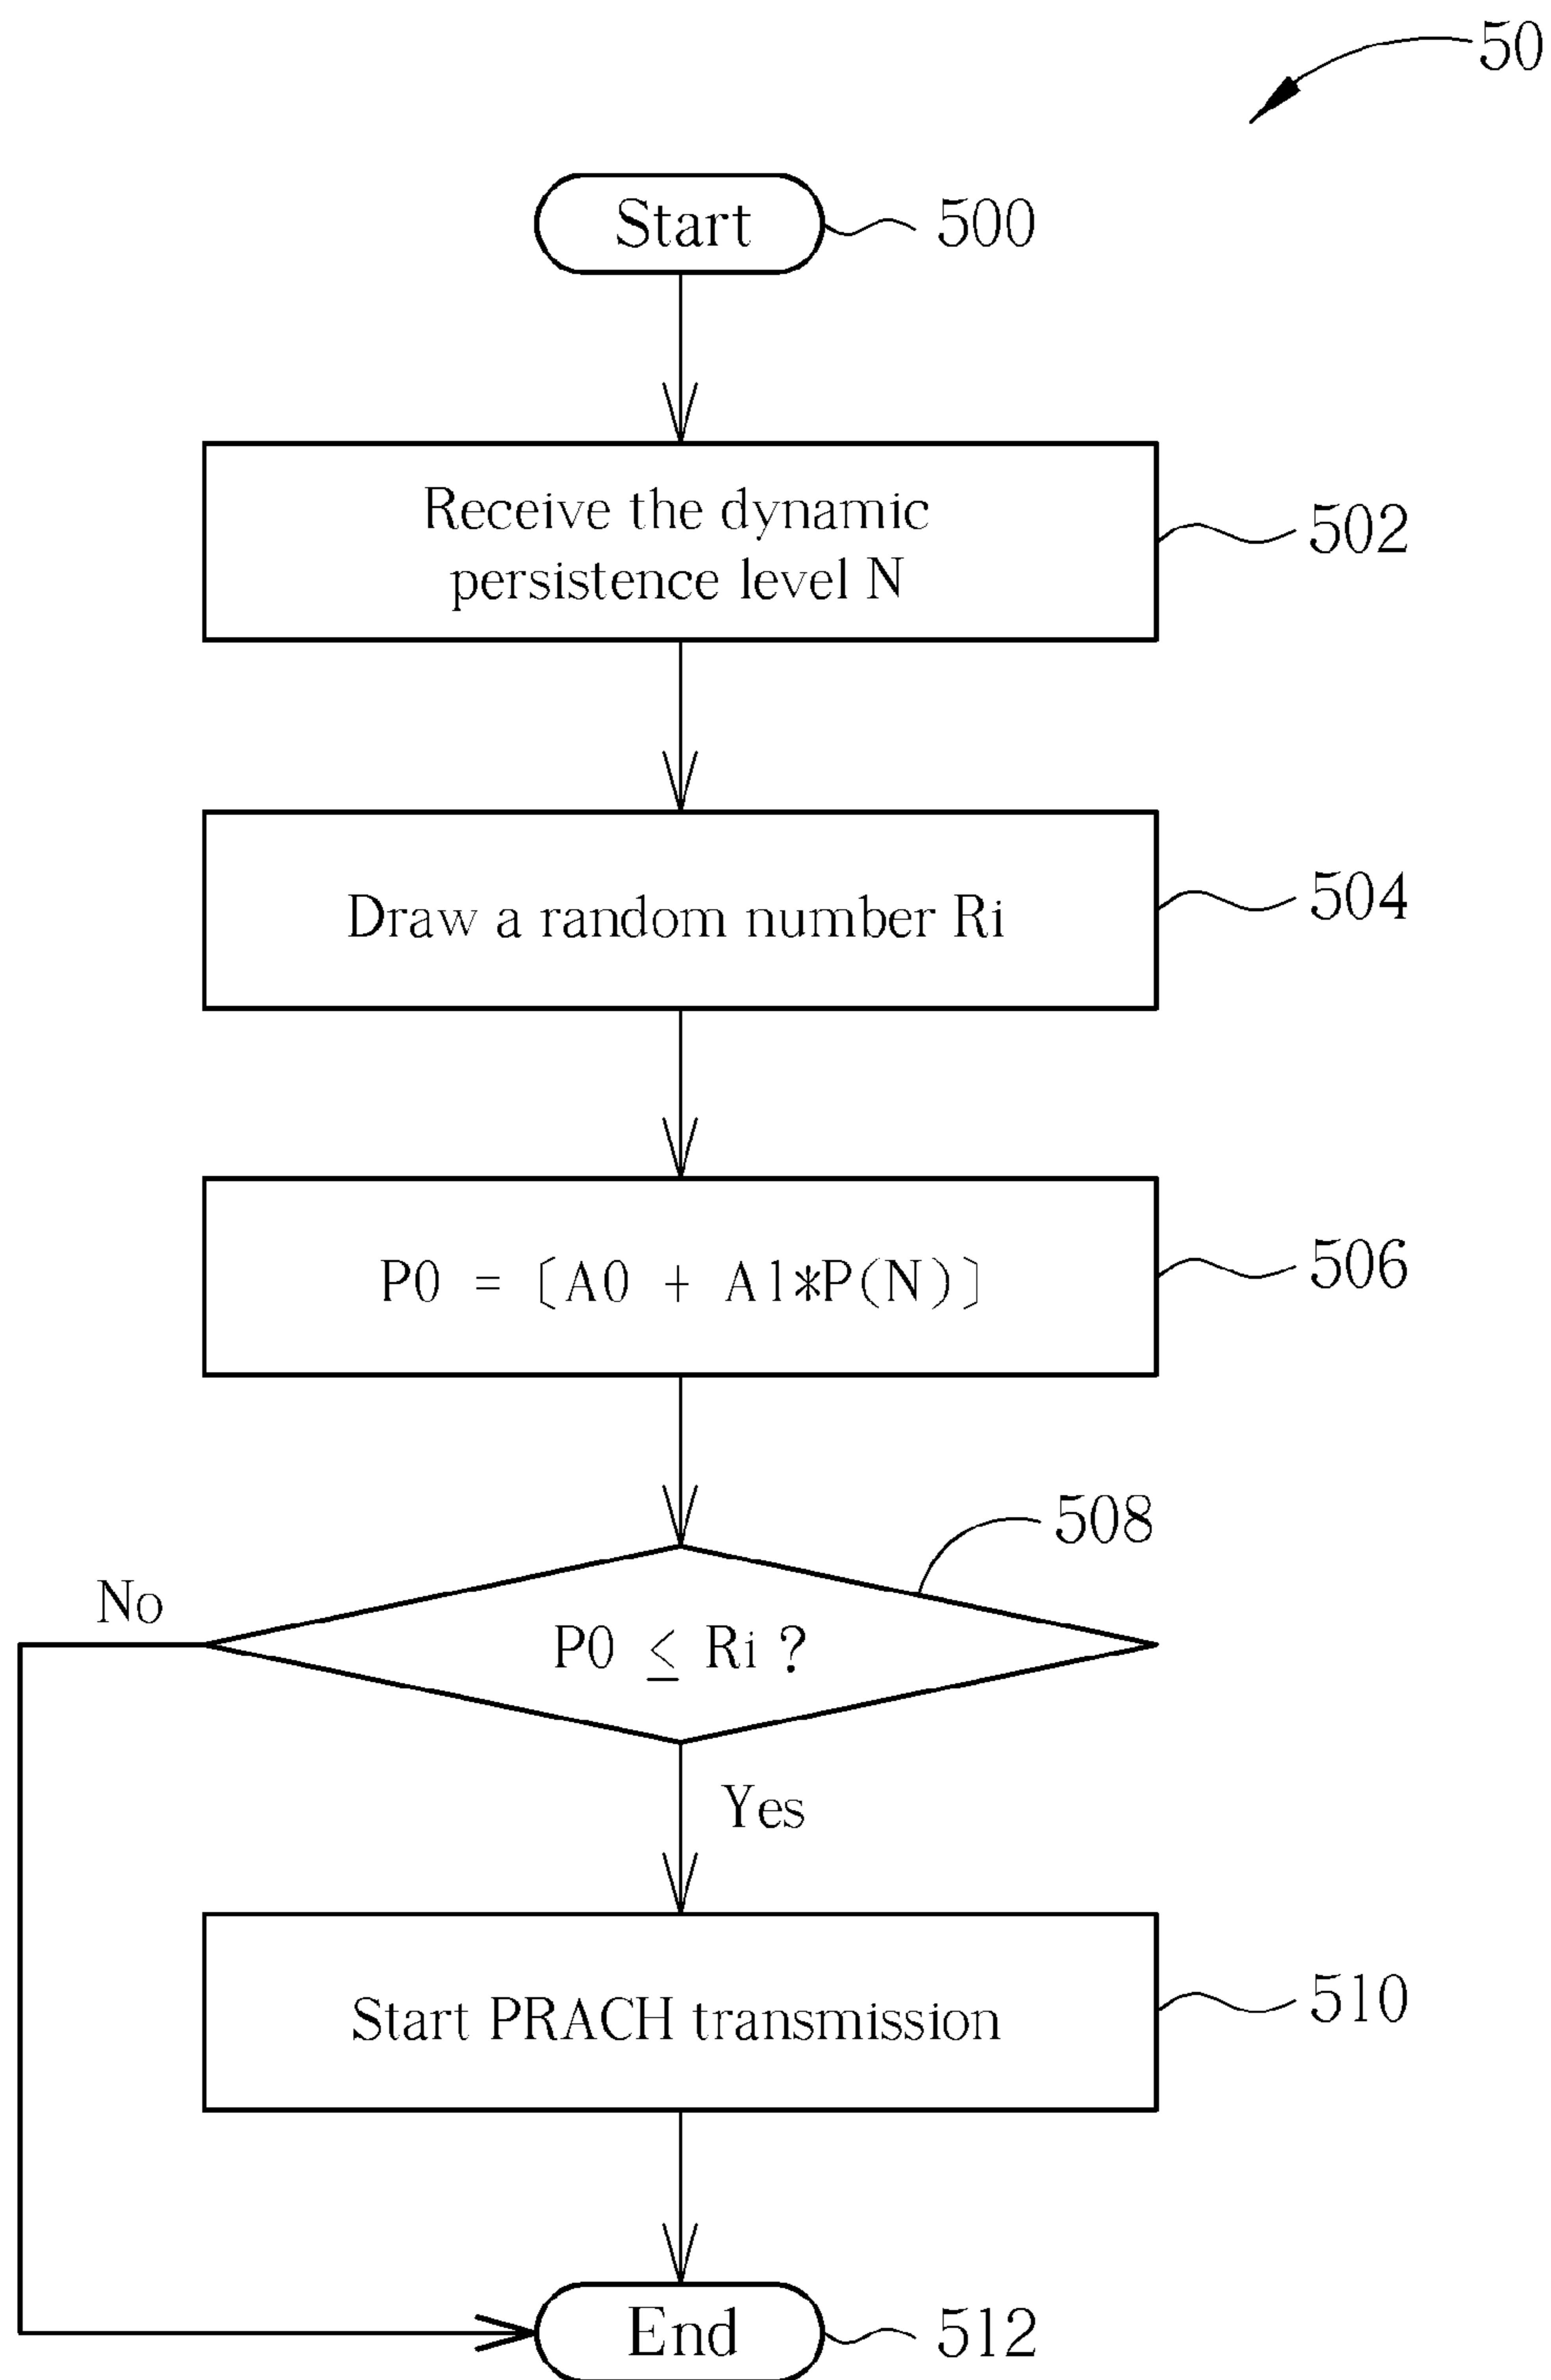 50
Start
500
Receive the dynamic
persistence level N
502
Draw a random number Ri
504
P0 = [A0 + A1*P(N)]
506
508
No
P0 ≤ Ri ?
Yes
Start PRACH transmission
510
End
512